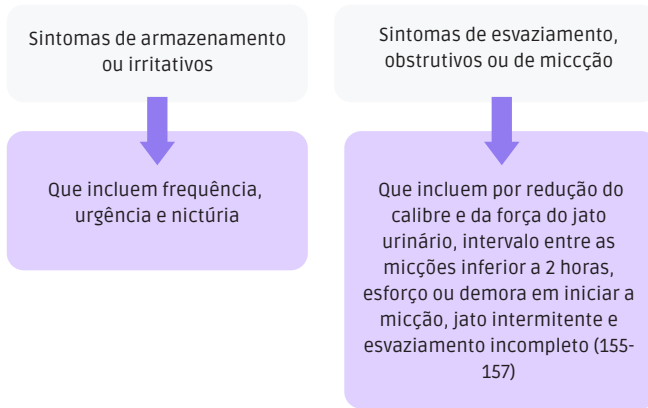 Sintomas de armazenamento
ou irritativos
Que incluem frequência,
urgência e nictúria
Sintomas de esvaziamento,
obstrutivos ou de miccção
Que incluem por redução do
calibre e da força do jato
urinário, intervalo entre as
micções inferior a 2 horas,
esforço ou demora em iniciar a
micção, jato intermitente e
esvaziamento incompleto (155-
157)